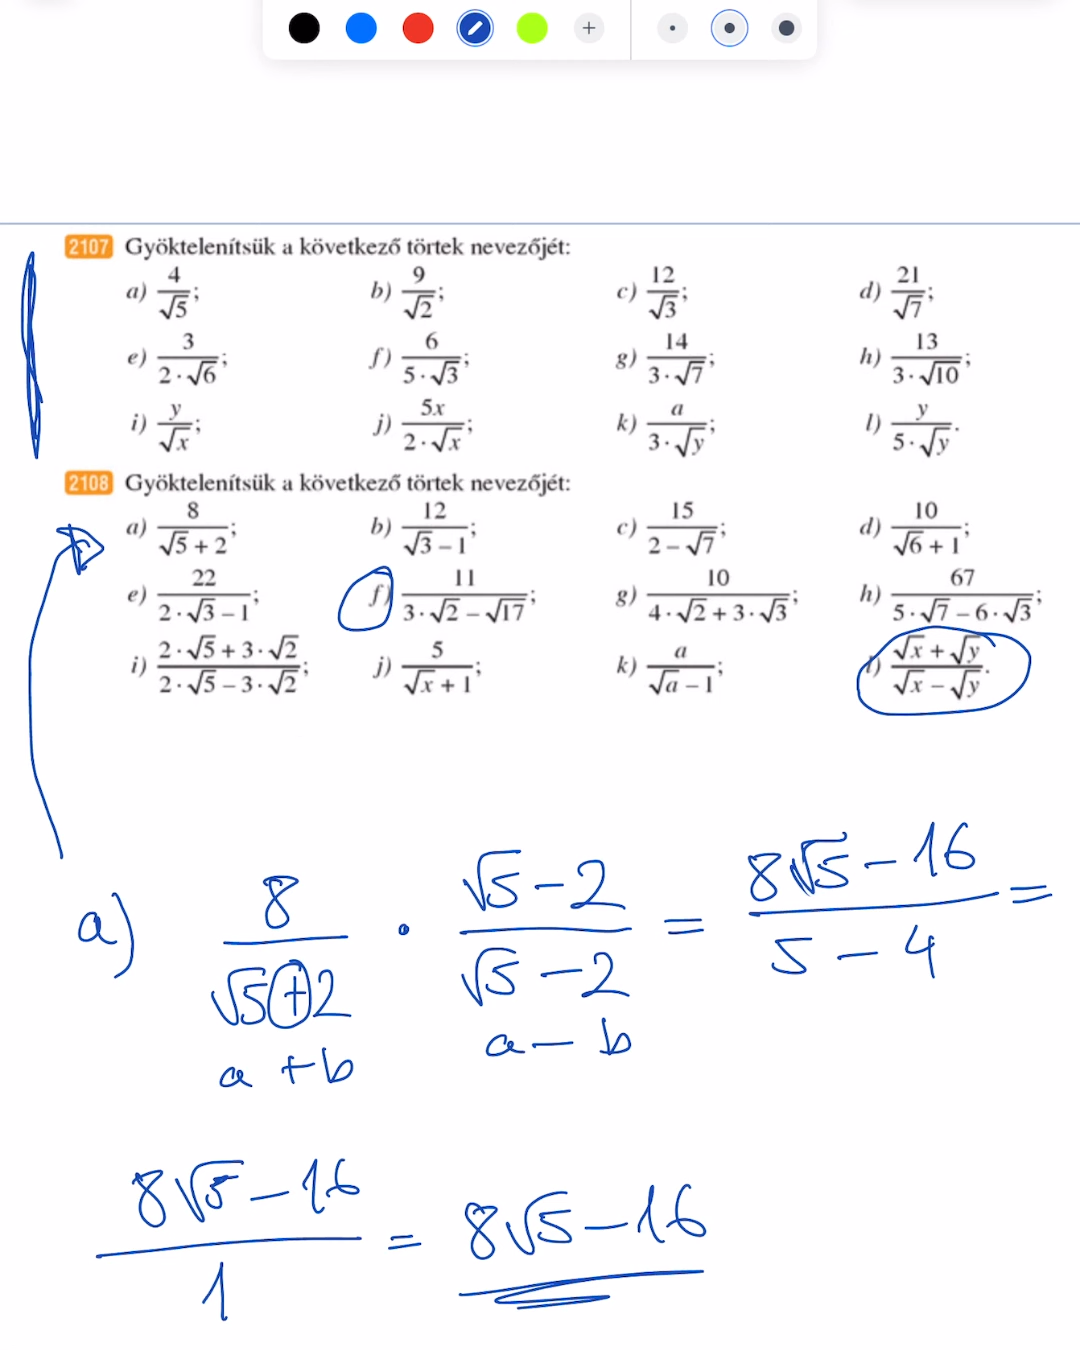 2107 Gyöktelenítsük a következő törtek nevezőjét:
a) 4/√5; b) 9/√2; c) 12/√3; d) 21/√7;
e) 3/(2·√6); f) 6/(5·√3); g) 14/(3·√7); h) 13/(3·√10);
i) y/√x; j) 5x/(2·√x); k) a/(3·√y); l) y/(5·√y).
2108 Gyöktelenítsük a következő törtek nevezőjét:
a) 8/(√5 + 2); b) 12/(√3 – 1); c) 15/(2 – √7); d) 10/(√6 + 1);
e) 22/(2·√3 – 1); f) 11/(3·√2 – √17); g) 10/(4·√2 + 3·√3); h) 67/(5·√7 – 6·√3);
i) (2·√5 + 3·√2)/(2·√5 – 3·√2); j) 5/(√x + 1); k) a/(√a – 1); l) (√x + √y)/(√x – √y).
a) 8/(√5+2) · (√5-2)/(√5-2) = (8√5-16)/(5-4) =
a + b a - b
(8√5-16)/1 = 8√5-16